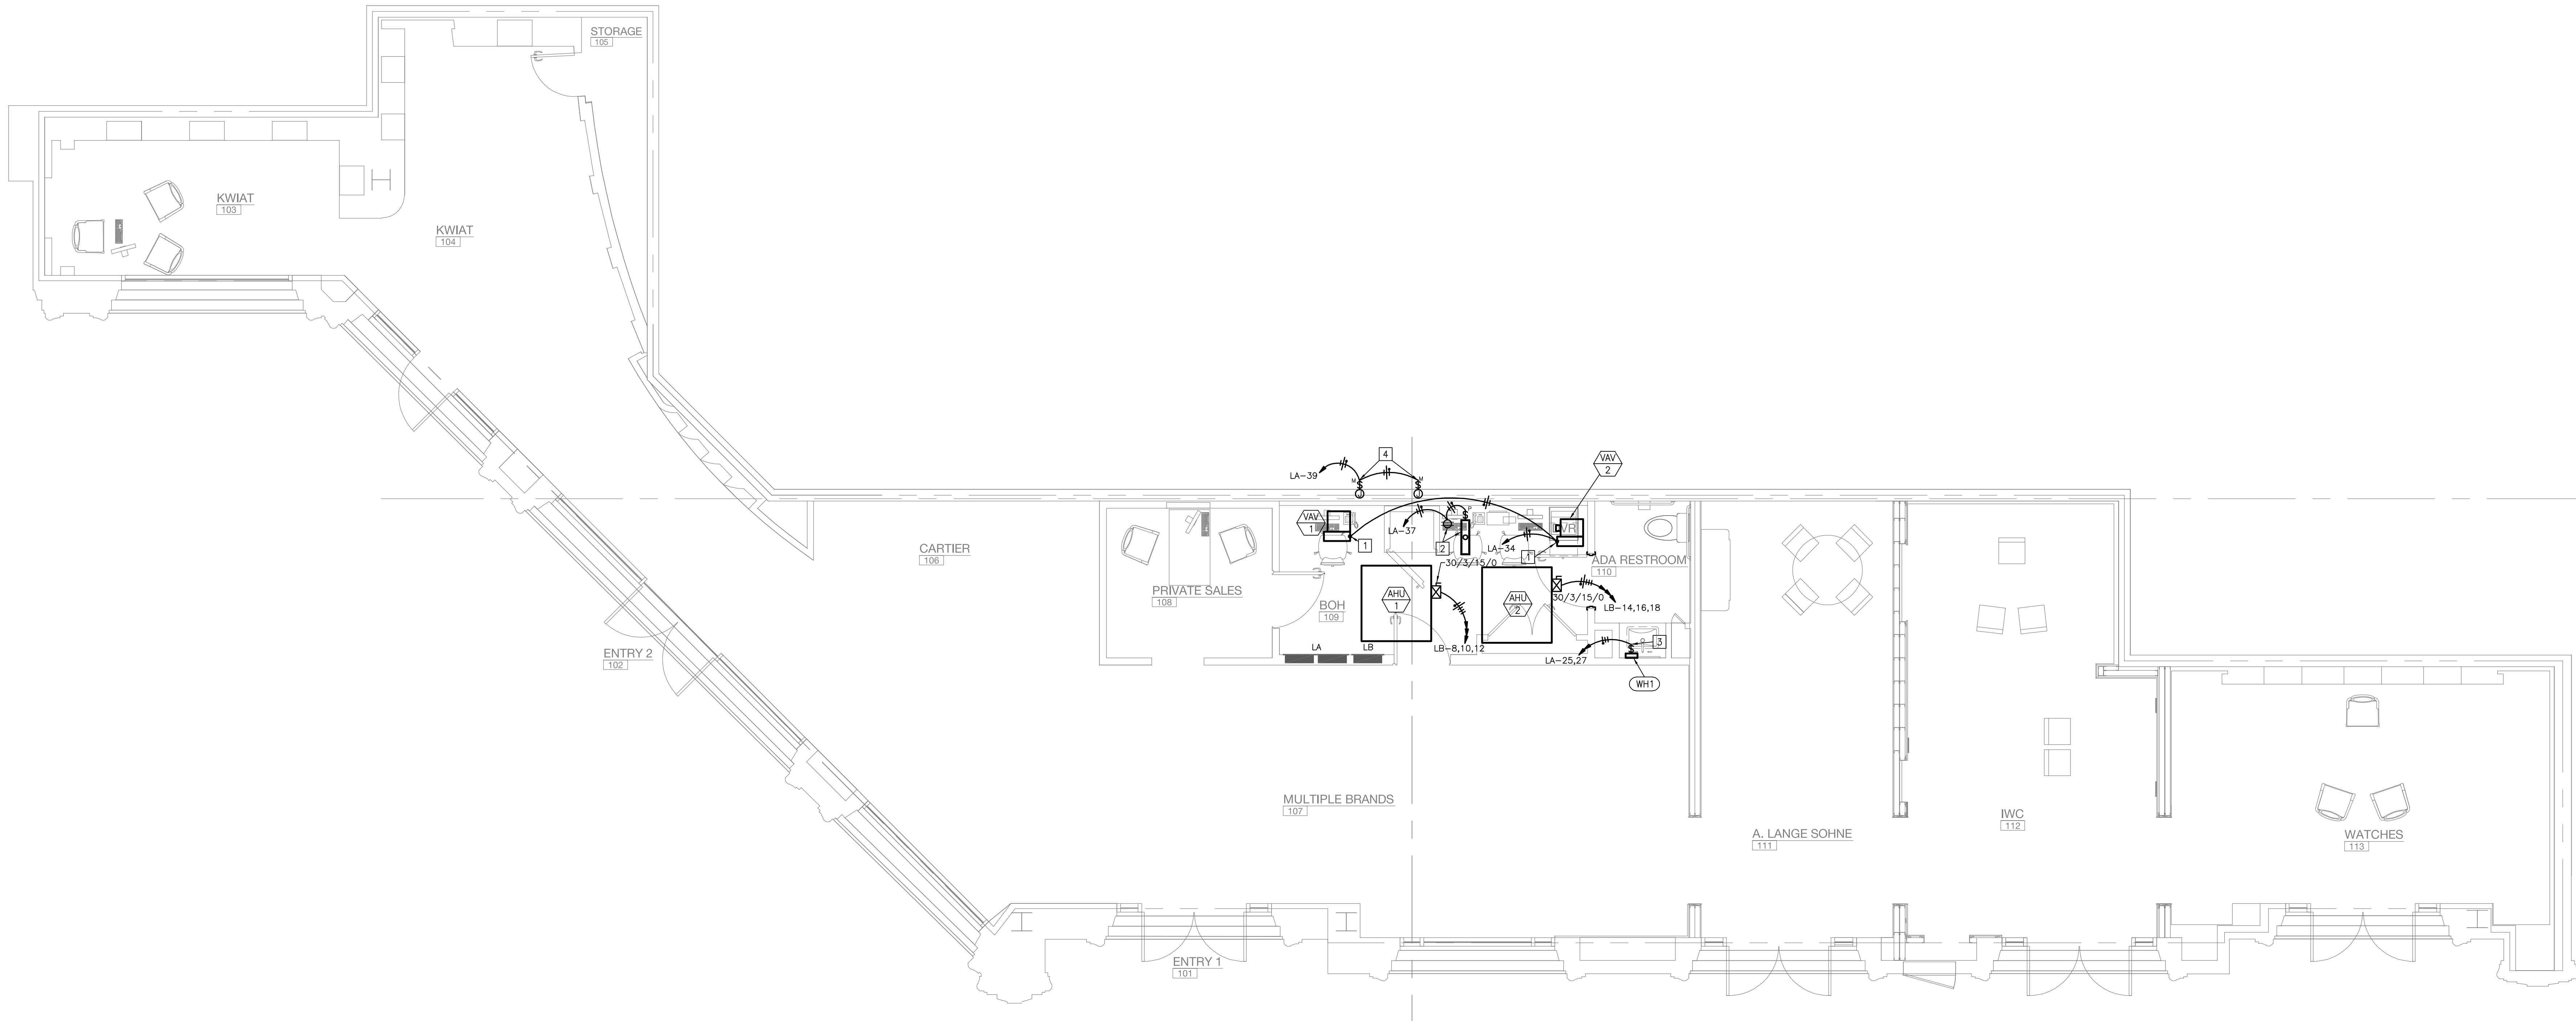 STORAGE
105
KWIAT
103
KWIAT
104
4
LA-39
M
M
VAV
2
VAV
1
1
LA-37
P
2
LA-34
1
VR
CARTIER
106
PRIVATE SALES
108
BOH
109
30/3/15/0
AHU
1
AHU
2
ADA RESTROOM
110
30/3/15/0
LB-14,16,18
LA
LB
LB-8,10,12
LA-25,27
3
WH1
ENTRY 2
102
MULTIPLE BRANDS
107
A. LANGE SOHNE
111
IWC
112
WATCHES
113
ENTRY 1
101